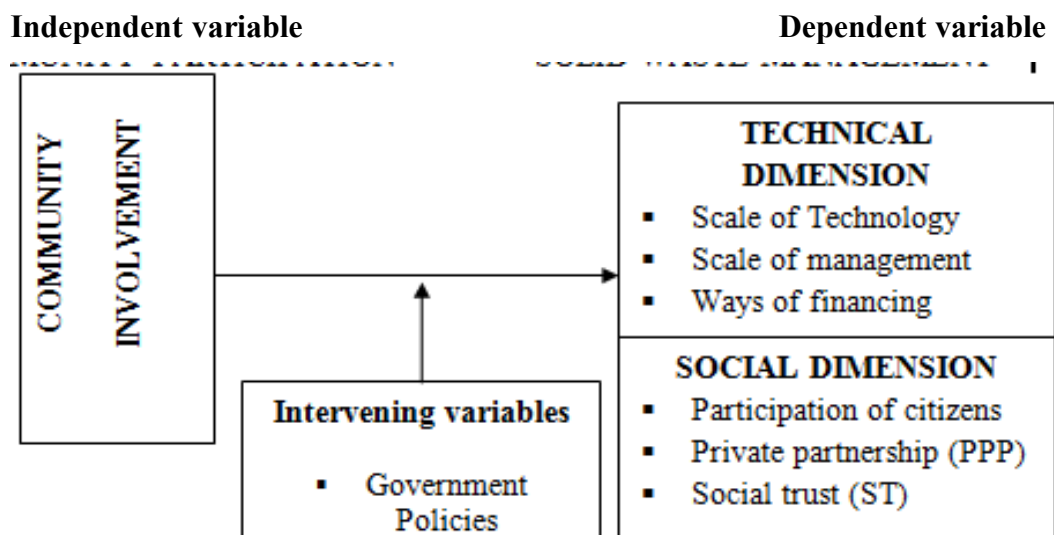 Independent variable
Dependent variable
COMMUNITY
INVOLVEMENT
TECHNICAL
DIMENSION
▪ Scale of Technology
▪ Scale of management
▪ Ways of financing
SOCIAL DIMENSION
▪ Participation of citizens
▪ Private partnership (PPP)
▪ Social trust (ST)
Intervening variables
▪ Government
Policies